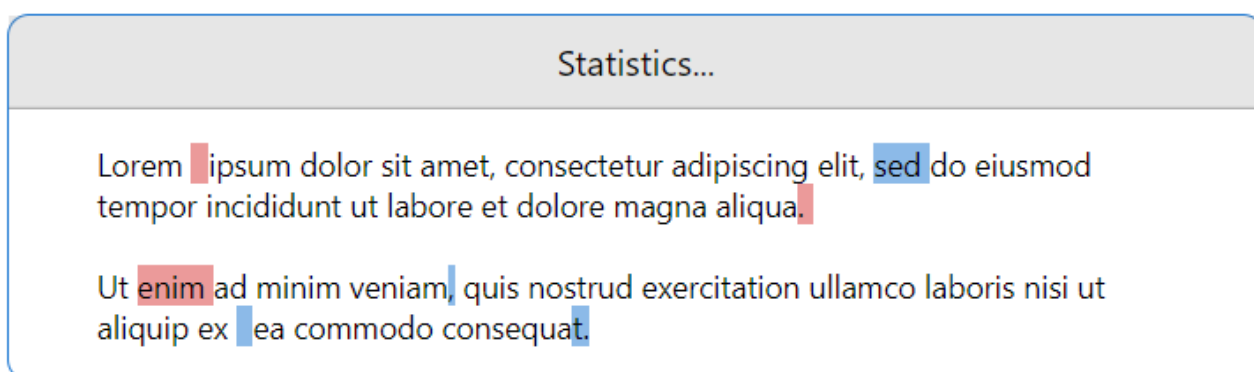 Statistics...
Lorem   ipsum dolor sit amet, consectetur adipiscing elit, sed do eiusmod
tempor incididunt ut labore et dolore magna aliqua.
Ut enim ad minim veniam, quis nostrud exercitation ullamco laboris nisi ut
aliquip ex   ea commodo consequat.